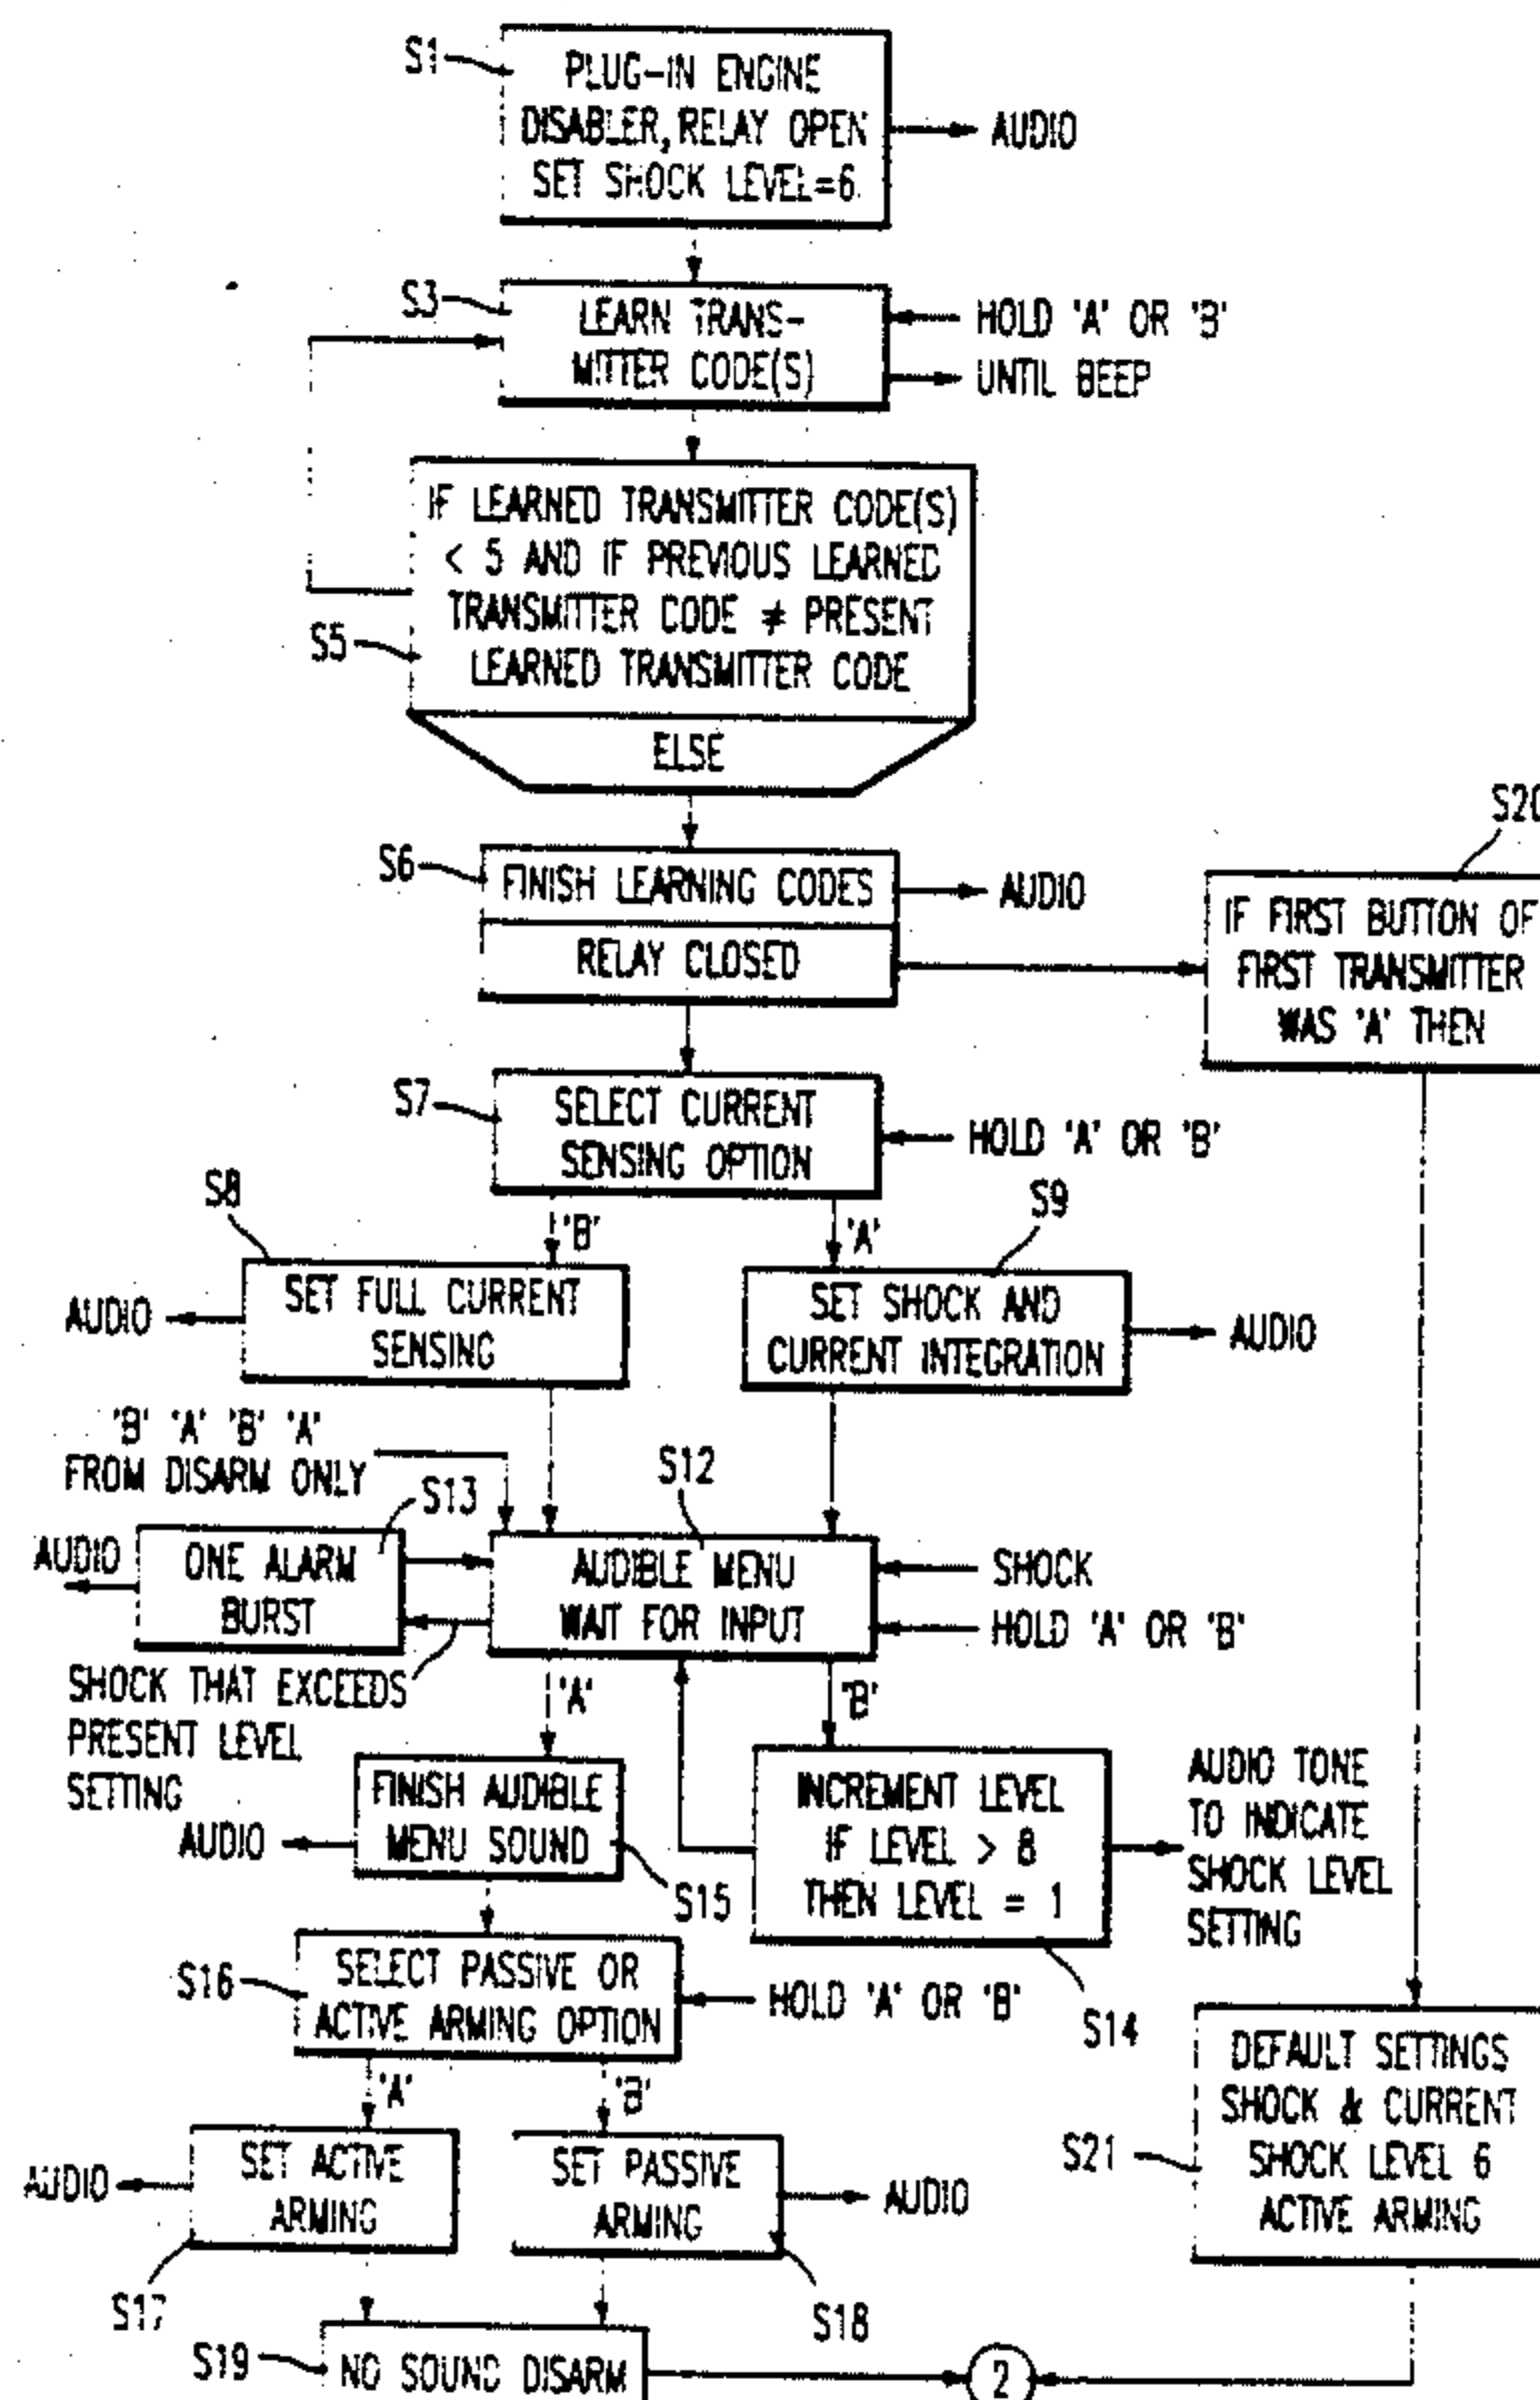 S1
PLUG-IN ENGINE
DISABLER, RELAY OPEN
SET SHOCK LEVEL=6
AUDIO
S3
LEARN TRANS-
MITTER CODE(S)
HOLD 'A' OR 'B'
UNTIL BEEP
IF LEARNED TRANSMITTER CODE(S)
< 5 AND IF PREVIOUS LEARNED
TRANSMITTER CODE ≠ PRESENT
LEARNED TRANSMITTER CODE
S5
ELSE
S6
FINISH LEARNING CODES
AUDIO
RELAY CLOSED
S20
IF FIRST BUTTON OF
FIRST TRANSMITTER
WAS 'A' THEN
S7
SELECT CURRENT
SENSING OPTION
HOLD 'A' OR 'B'
S8
'B'
'A'
S9
SET FULL CURRENT
SENSING
AUDIO
SET SHOCK AND
CURRENT INTEGRATION
AUDIO
'B' 'A' 'B' 'A'
FROM DISARM ONLY
S13
S12
AUDIO
ONE ALARM
BURST
AUDIBLE MENU
WAIT FOR INPUT
SHOCK
HOLD 'A' OR 'B'
SHOCK THAT EXCEEDS
PRESENT LEVEL
SETTING
'A'
'B'
FINISH AUDIBLE
MENU SOUND
AUDIO
S15
INCREMENT LEVEL
IF LEVEL > 8
THEN LEVEL = 1
AUDIO TONE
TO INDICATE
SHOCK LEVEL
SETTING
S14
S16
SELECT PASSIVE OR
ACTIVE ARMING OPTION
HOLD 'A' OR 'B'
'A'
'B'
DEFAULT SETTINGS
SHOCK & CURRENT
SHOCK LEVEL 6
ACTIVE ARMING
S21
AUDIO
SET ACTIVE
ARMING
SET PASSIVE
ARMING
AUDIO
S17
S18
S19
NO SOUND DISARM
2